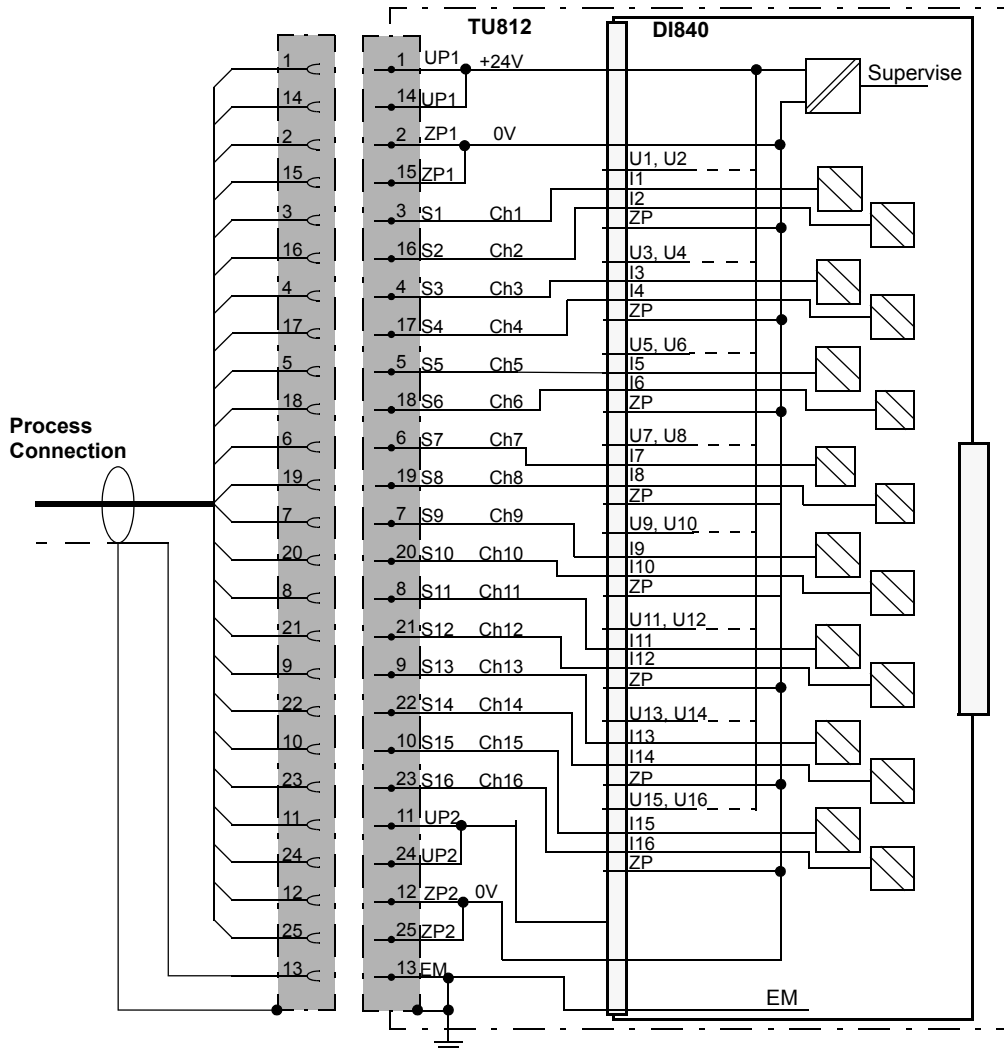 TU812
DI840
1
1
UP1
+24V
Supervise
14
14
UP1
2
2
ZP1
0V
U1, U2
15
15
ZP1
I1
I2
3
3
S1
Ch1
ZP
16
16
S2
Ch2
U3, U4
I3
4
4
S3
Ch3
I4
ZP
17
17
S4
Ch4
U5, U6
5
5
S5
Ch5
I5
I6
18
18
S6
Ch6
ZP
Process
Connection
6
6
S7
Ch7
U7, U8
I7
19
19
S8
Ch8
I8
ZP
7
7
S9
Ch9
U9, U10
20
20
S10
Ch10
I9
I10
8
8
S11
Ch11
ZP
U11, U12
21
21
S12
Ch12
I11
I12
9
9
S13
Ch13
ZP
22
22
S14
Ch14
U13, U14
10
10
S15
Ch15
I13
I14
23
23
S16
Ch16
ZP
U15, U16
11
11
UP2
I15
I16
24
24
UP2
ZP
12
12
ZP2
0V
25
25
ZP2
13
13
EM
EM